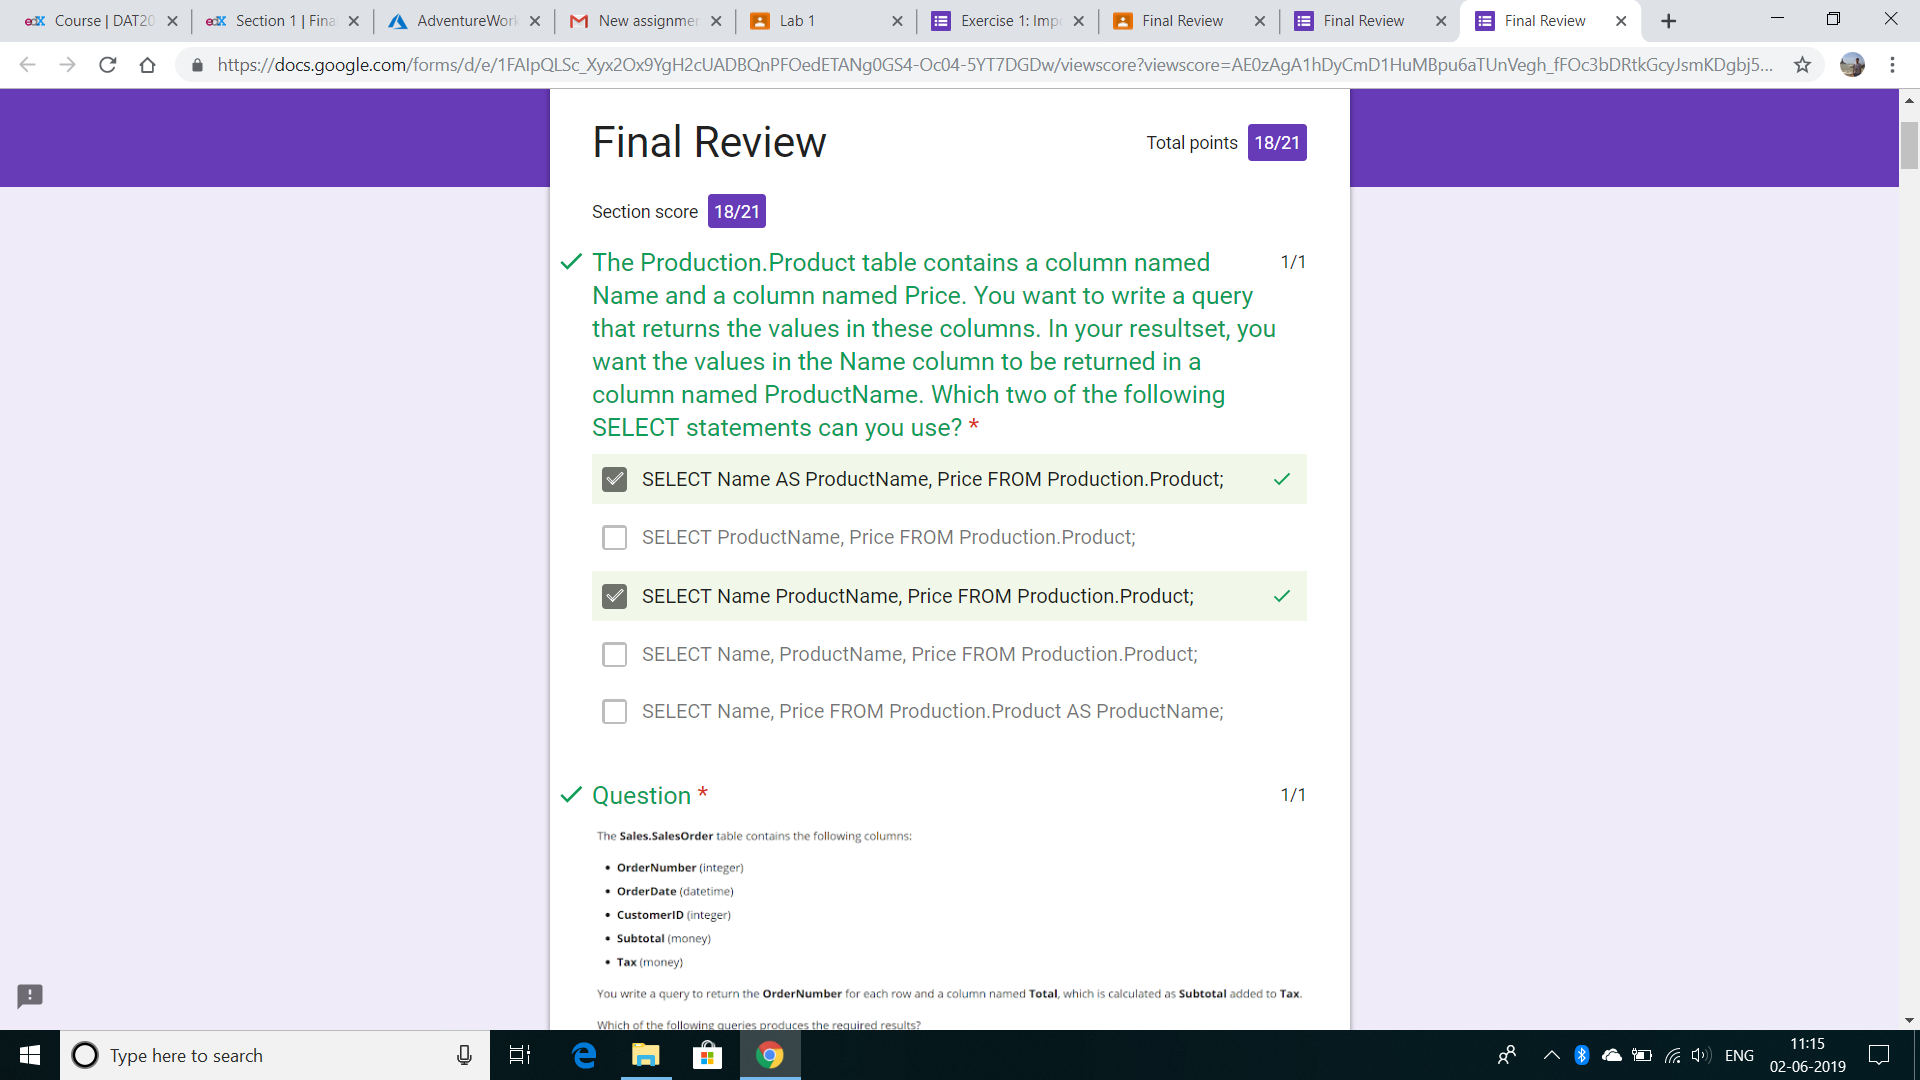 Course | DAT20
Section 1 | Fina
AdventureWork
New assignmen
Lab 1
Exercise 1: Imp
Final Review
Final Review
Final Review
https://docs.google.com/forms/d/e/1FAIpQLSc_Xyx2Ox9YgH2cUADBQnPFOedETANg0GS4-Oc04-5YT7DGDw/viewscore?viewscore=AE0zAgA1hDyCmD1HuMBpu6aTUnVegh_fFOc3bDRtkGcyJsmKDgbj5...
Final Review
Total points 18/21
Section score 18/21
The Production.Product table contains a column named
1/1
Name and a column named Price. You want to write a query
that returns the values in these columns. In your resultset, you
want the values in the Name column to be returned in a
column named ProductName. Which two of the following
SELECT statements can you use? *
SELECT Name AS ProductName, Price FROM Production.Product;
SELECT ProductName, Price FROM Production.Product;
SELECT Name ProductName, Price FROM Production.Product;
SELECT Name, ProductName, Price FROM Production.Product;
SELECT Name, Price FROM Production.Product AS ProductName;
Question *
1/1
The Sales.SalesOrder table contains the following columns:
• OrderNumber (integer)
• OrderDate (datetime)
• CustomerID (integer)
• Subtotal (money)
• Tax (money)
You write a query to return the OrderNumber for each row and a column named Total, which is calculated as Subtotal added to Tax.
Which of the following queries produces the required results?
Type here to search
ENG
11:15
02-06-2019